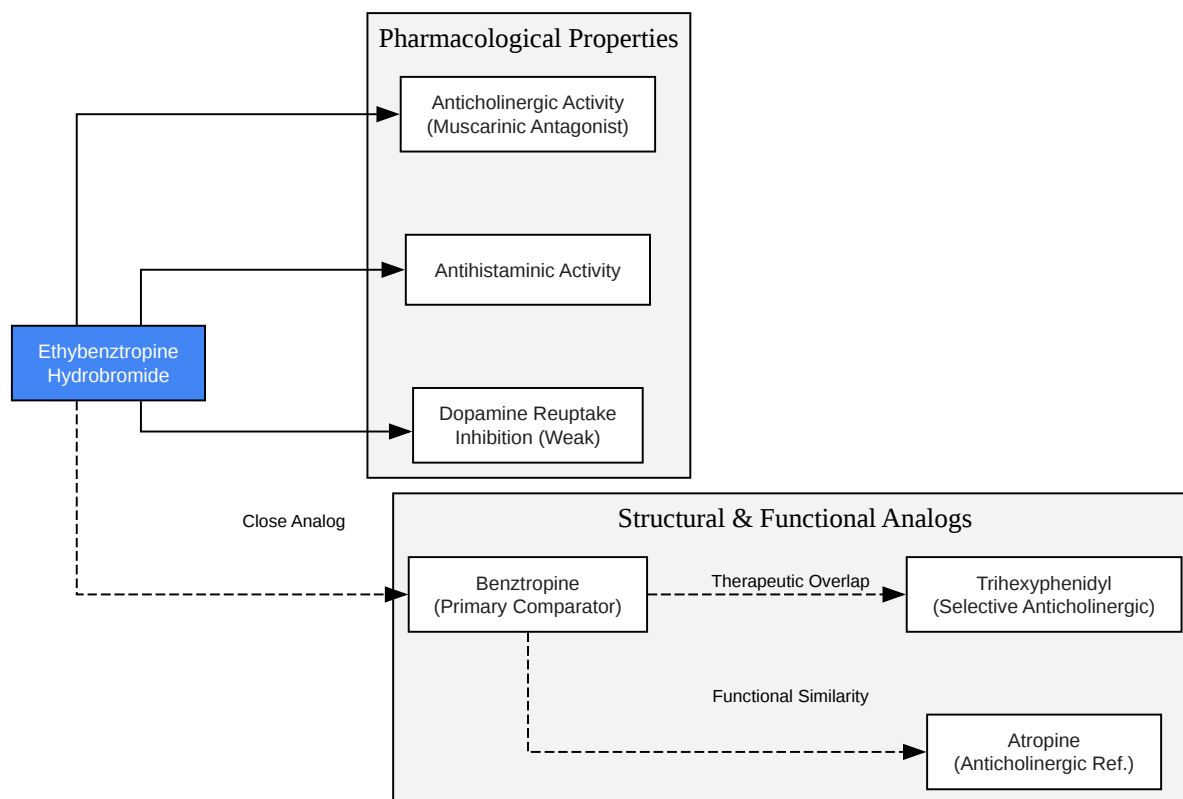 Pharmacological Properties
Anticholinergic Activity
(Muscarinic Antagonist)
Antihistaminic Activity
Ethybenztropine
Hydrobromide
Dopamine Reuptake
Inhibition (Weak)
Close Analog
Structural & Functional Analogs
Benztropine
(Primary Comparator)
Therapeutic Overlap
Trihexyphenidyl
(Selective Anticholinergic)
Functional Similarity
Atropine
(Anticholinergic Ref.)